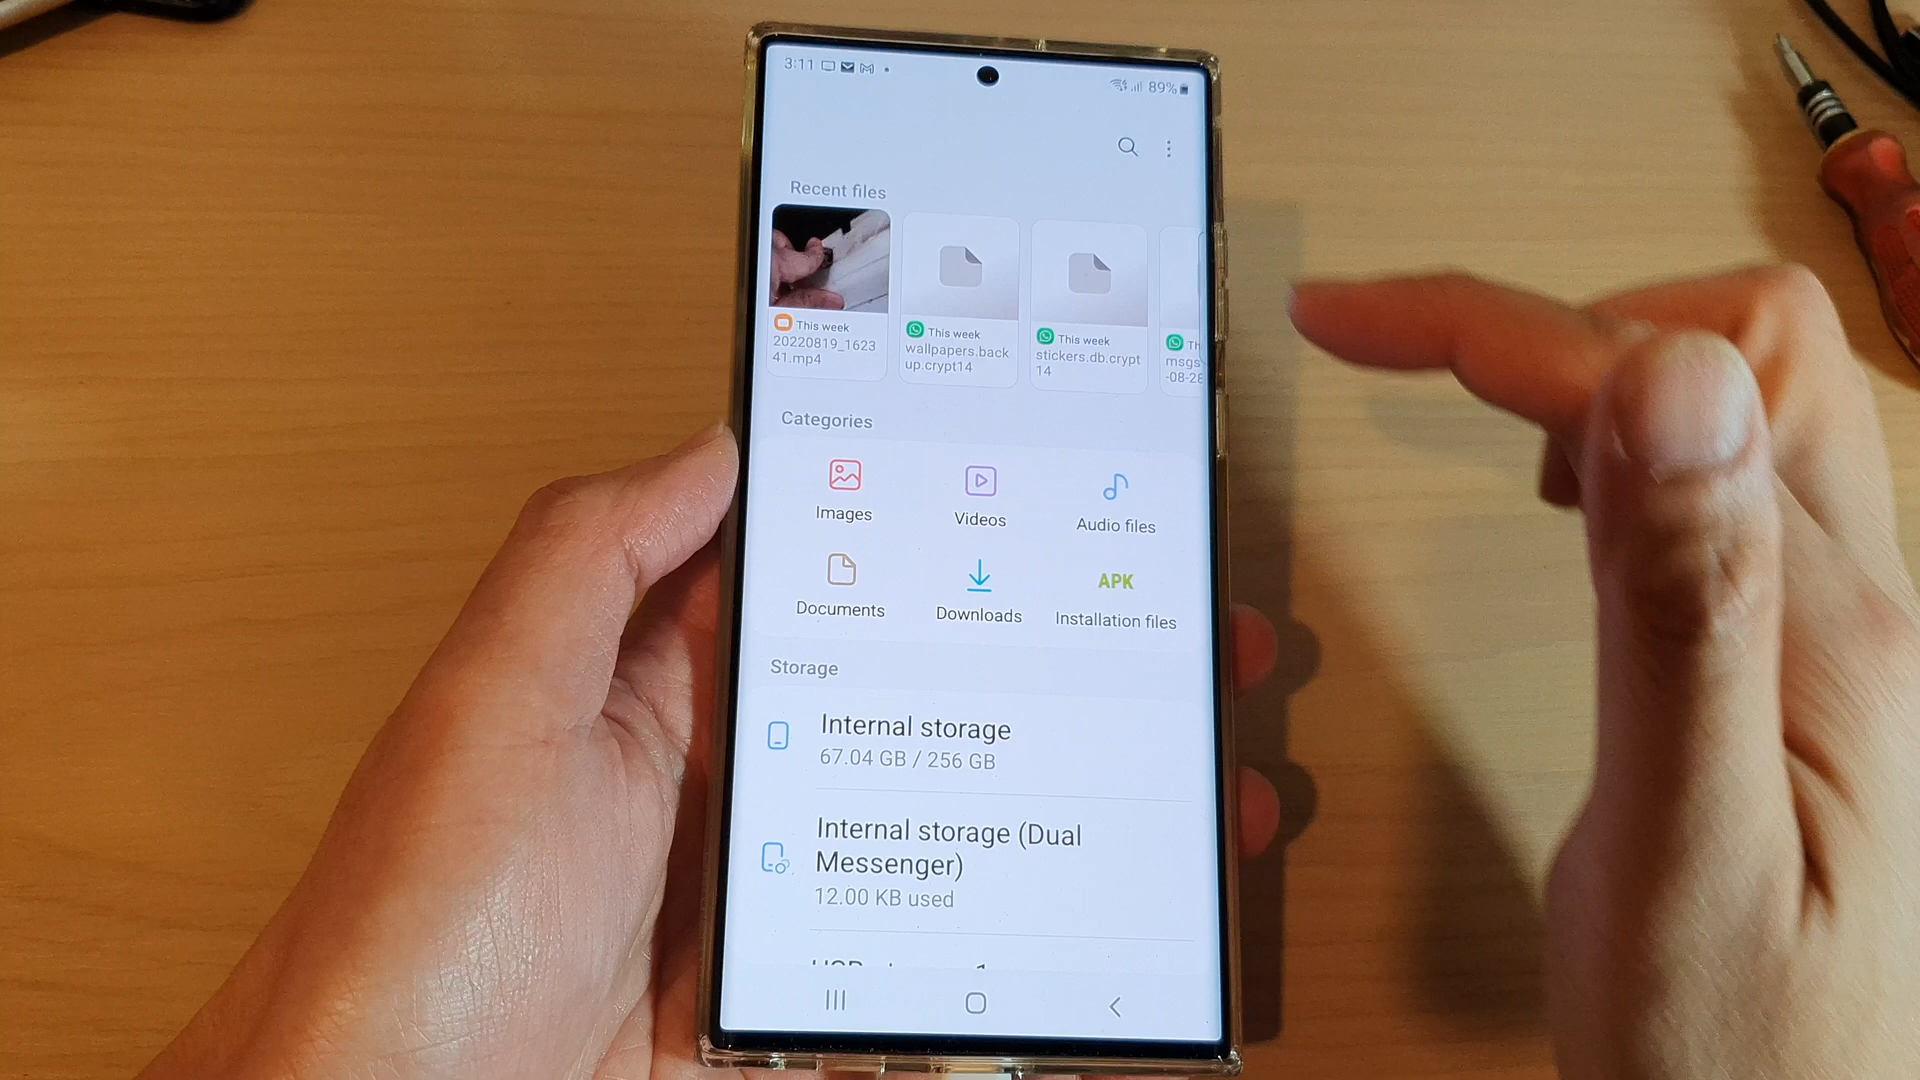 3:11
89%
Recent files
This week
20220819_1623
41.mp4
This week
wallpapers.back
up.crypt14
This week
stickers.db.crypt
14
Th
msgs
-08-28
Categories
Images
Videos
Audio files
Documents
Downloads
APK
Installation files
Storage
Internal storage
67.04 GB / 256 GB
Internal storage (Dual
Messenger)
12.00 KB used